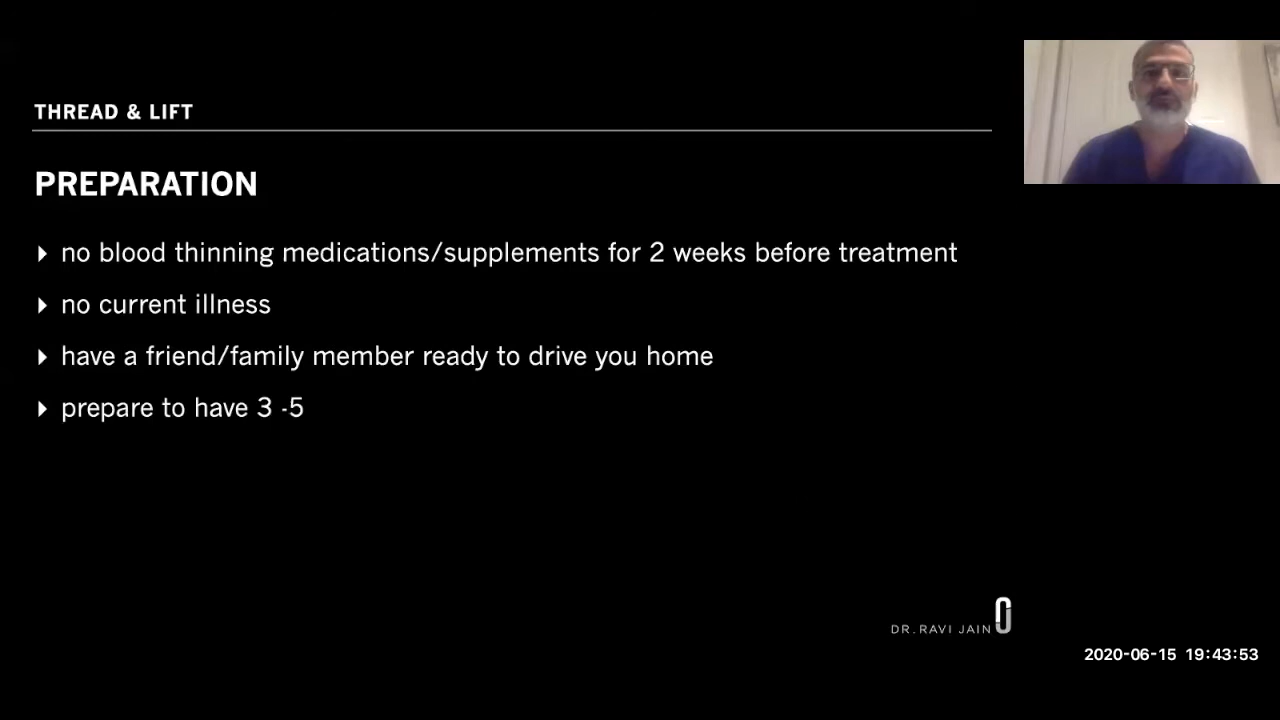 THREAD & LIFT
PREPARATION
no blood thinning medications/supplements for 2 weeks before treatment
no current illness
have a friend/family member ready to drive you home
prepare to have 3 -5
DR. RAVI JAIN
2020-06-15 19:43:53